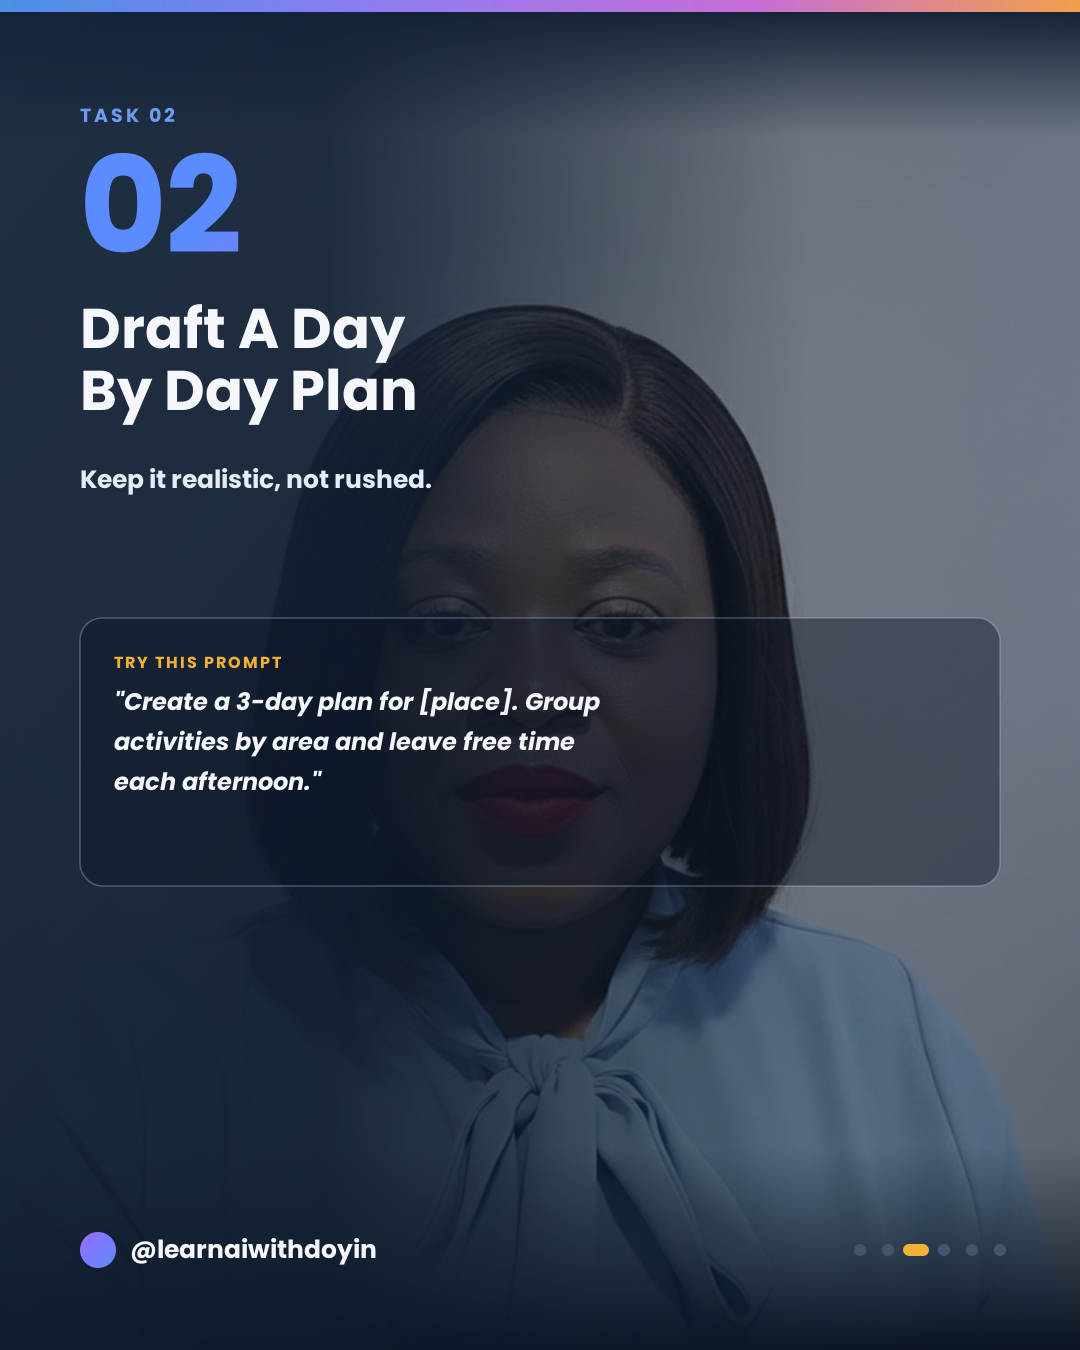 TASK 02
02
Draft A Day
By Day Plan
Keep it realistic, not rushed.
TRY THIS PROMPT
"Create a 3-day plan for [place]. Group
activities by area and leave free time
each afternoon."
@learnaiwithdoyin